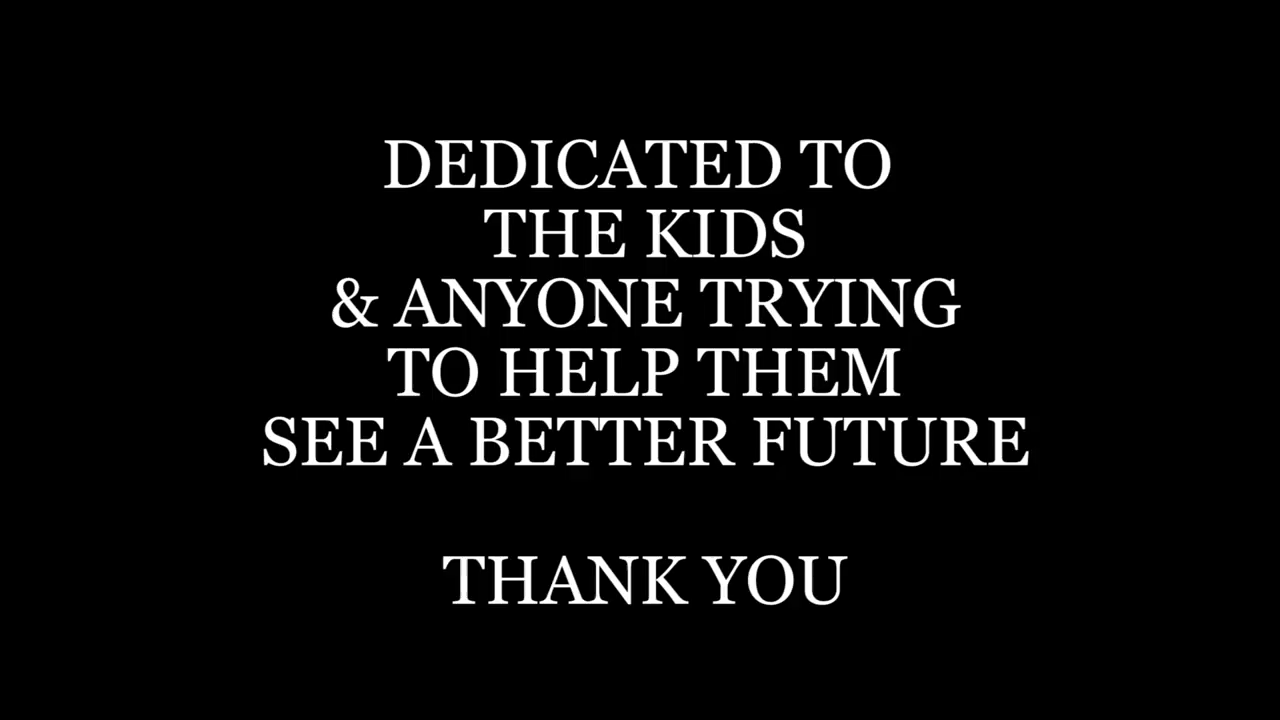 DEDICATED TO
THE KIDS
& ANYONE TRYING
TO HELP THEM
SEE A BETTER FUTURE
THANK YOU